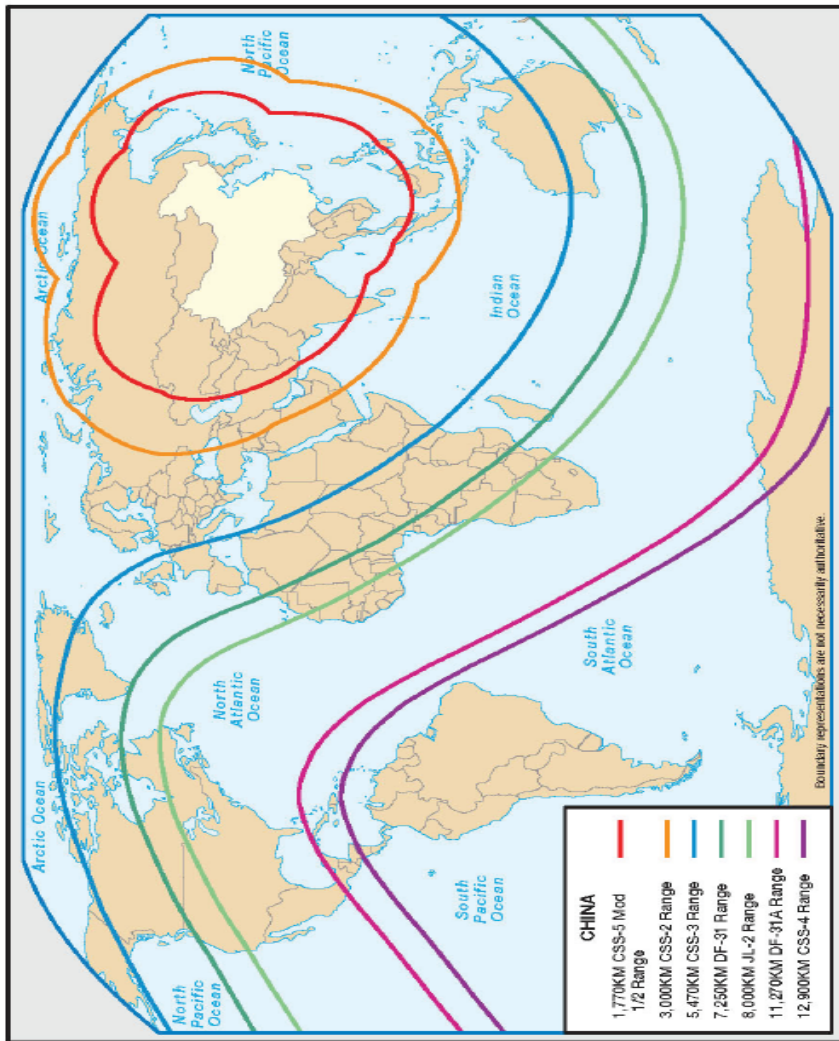 Arctic Ocean
Arctic Ocean
North
Pacific
Ocean
North
Pacific
Ocean
North
Atlantic
Ocean
Indian
Ocean
South
Pacific
Ocean
South
Atlantic
Ocean
CHINA
1,770KM CSS-5 Mod
1/2 Range
3,000KM CSS-2 Range
5,470KM CSS-3 Range
7,250KM DF-31 Range
8,000KM JL-2 Range
11,270KM DF-31A Range
12,900KM CSS-4 Range
Boundary representations are not necessarily authoritative.